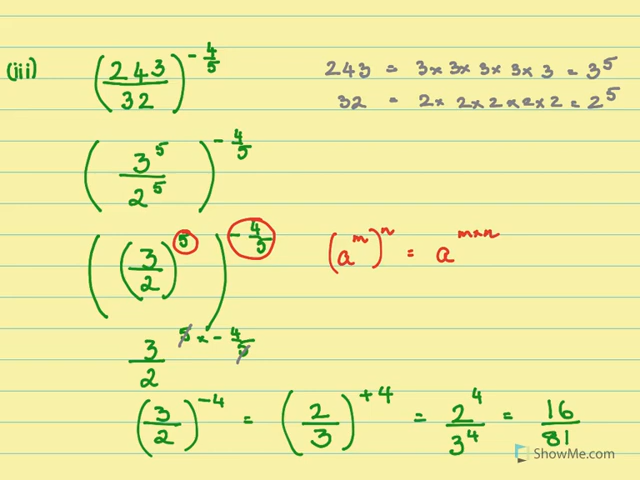 (iii) (243/32)^(-4/5) 243 = 3 × 3 × 3 × 3 × 3 = 3^5
32 = 2 × 2 × 2 × 2 × 2 = 2^5
(3^5/2^5)^(-4/5)
((3/2)^5)^(-4/5) (a^m)^n = a^(m×n)
3/2^(5 × -4/5)
(3/2)^(-4) = (2/3)^(+4) = 2^4/3^4 = 16/81
ShowMe.com